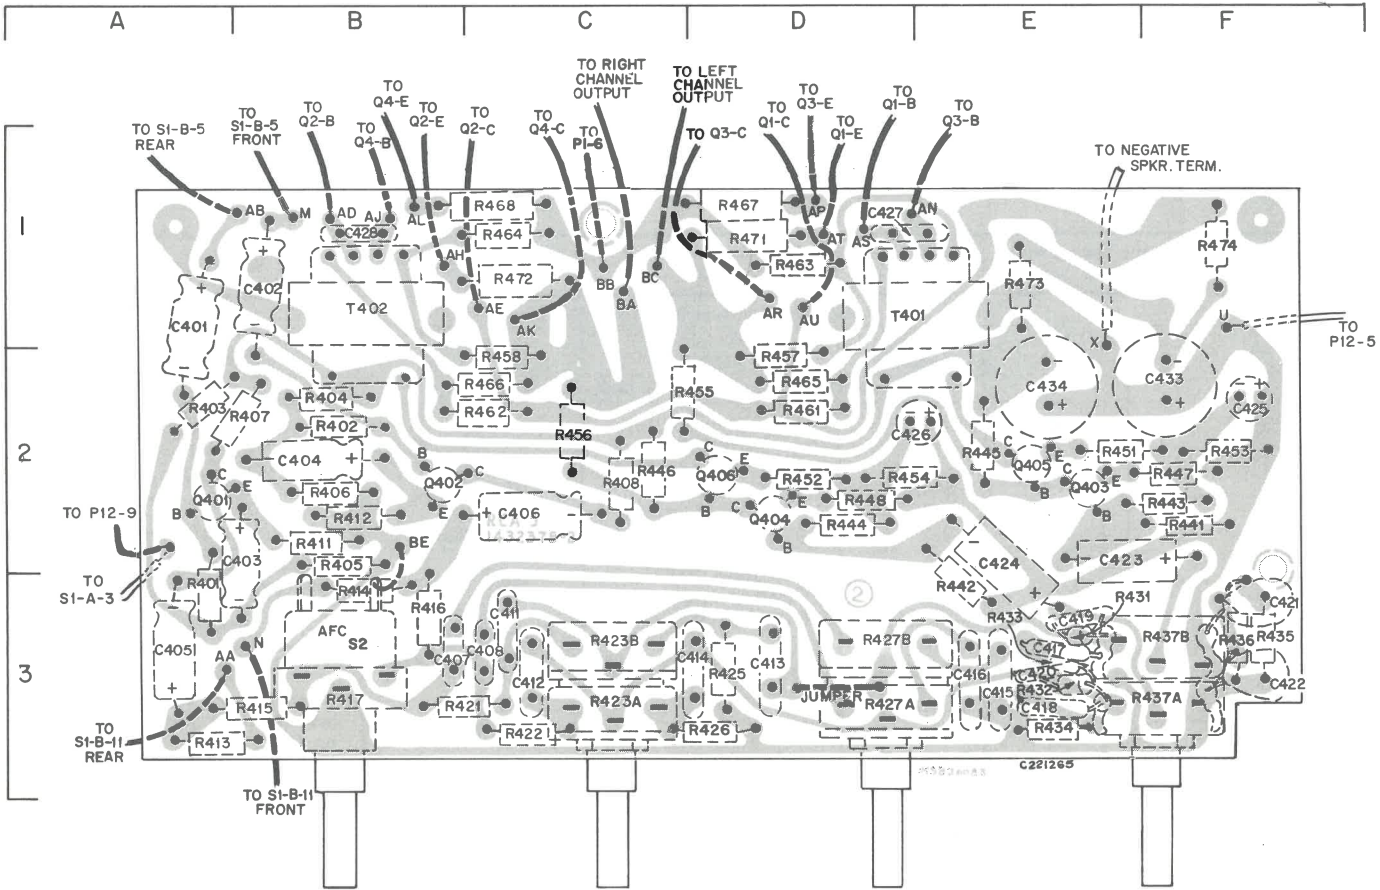 A B C D E F
TO RIGHT
CHANNEL
OUTPUT
TO LEFT
CHANNEL
OUTPUT
TO
Q4-E
TO
Q3-E
TO
Q1-B
TO S1-B-5
REAR
TO
S1-B-5
FRONT
TO
Q2-B
TO
Q4-B
TO
Q2-E
TO
Q2-C
TO
Q4-C
TO
P1-6
TO Q3-C
TO
Q1-C
TO
Q1-E
TO
Q3-B
TO NEGATIVE
SPKR. TERM.
1
AB M AD AJ AL R468 R467 AP C427 AN
C428 R464 R471 AT AS R474
AH R472 BB BA BC R463 R473
C401 C402 T402 AE AK AR AU T401 X U
TO
P12-5
R458 R457
R466 R455 R465 C434 C433
R403 R407 R404 R462 R461 C426 C425
R402 R456
2
C404 R408 R446 R445 R451 R453
C E B Q401 R406 C B E Q402 C C B E Q406 R452 R454 C E B Q405 C E B Q403 R447
R412 C406 C E B Q404 R448 R443
TO P12-9
RCA J
R444 R441
R411 BE
C403 R405 C424 C423
TO
S1-A-3
R401 R414 R416 R442 R431 C421
2
C411 R433 C419
AFC
S2
C405 N C407 C408 R423B C414 R425 C413 R427B C417 R437B R436 R435
3
AA C412 C416 C415 C420 R432 C422
R417 R423A JUMPER R427A C418 R437A
R415 R421
R413 R422 R426 R434
TO
S1-B-11
REAR
C221265
TO S1-B-11
FRONT